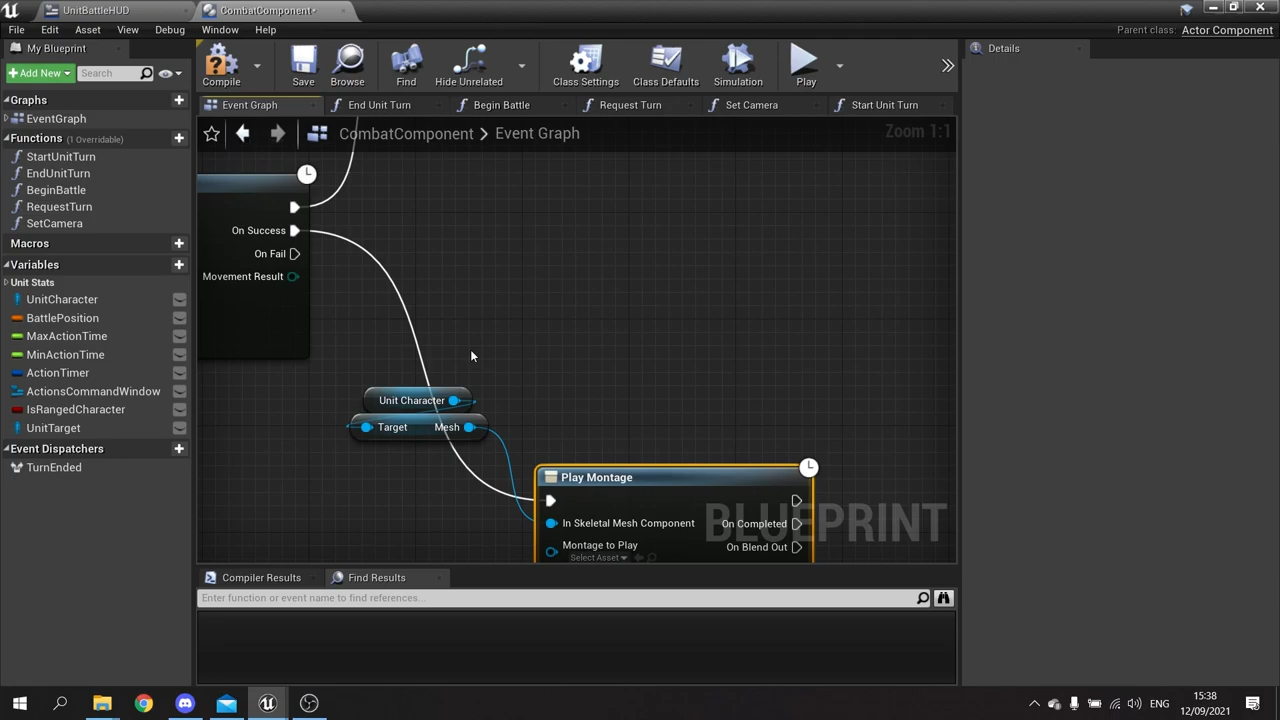 UnitBattleHUD
CombatComponent*
File Edit Asset View Debug Window Help
Parent class: Actor Component
My Blueprint
Add New
Search
Compile
Save
Browse
Find
Hide Unrelated
Class Settings
Class Defaults
Simulation
Play
Details
Graphs
EventGraph
Functions (1 Overridable)
StartUnitTurn
EndUnitTurn
BeginBattle
RequestTurn
SetCamera
Macros
Variables
Unit Stats
UnitCharacter
BattlePosition
MaxActionTime
MinActionTime
ActionTimer
ActionsCommandWindow
IsRangedCharacter
UnitTarget
Event Dispatchers
TurnEnded
Event Graph
End Unit Turn
Begin Battle
Request Turn
Set Camera
Start Unit Turn
CombatComponent > Event Graph
Zoom 1:1
On Success
On Fail
Movement Result
Unit Character
Target Mesh
Play Montage
In Skeletal Mesh Component
On Completed
Montage to Play
On Blend Out
Select Asset
BLUEPRINT
Compiler Results
Find Results
Enter function or event name to find references...
ENG
15:38
12/09/2021